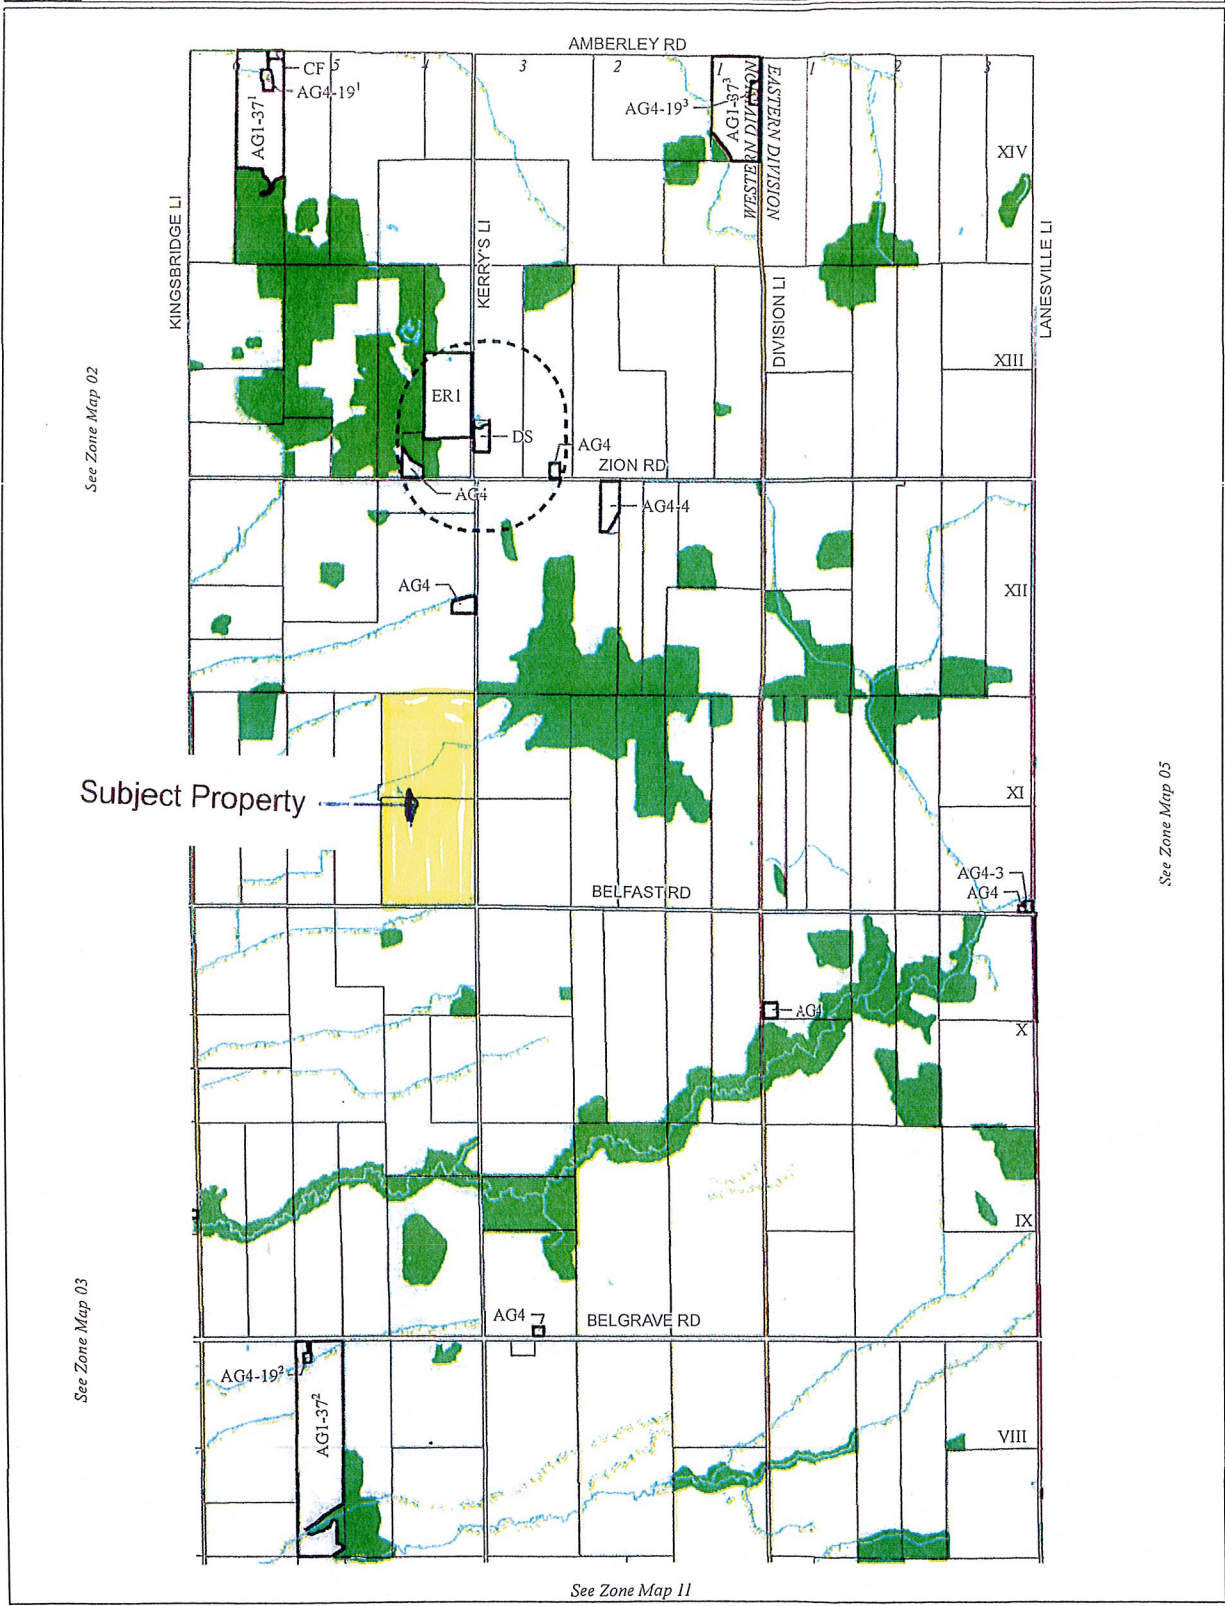 AMBERLEY RD
6
5
4
3
2
1
1
2
3
CF
AG4-19¹
AG1-37¹
AG4-19³
AG1-37³
WESTERN DIVISION
EASTERN DIVISION
XIV
KINGSBRIDGE LI
KERRY'S LI
DIVISION LI
LANESVILLE LI
XIII
See Zone Map 02
ER1
DS
AG4
ZION RD
AG4
AG4-4
AG4
XII
Subject Property
XI
See Zone Map 05
BELFAST RD
AG4-3
AG4
AG4
X
IX
See Zone Map 03
AG4
BELGRAVE RD
AG4-19²
AG1-37²
VIII
See Zone Map 11